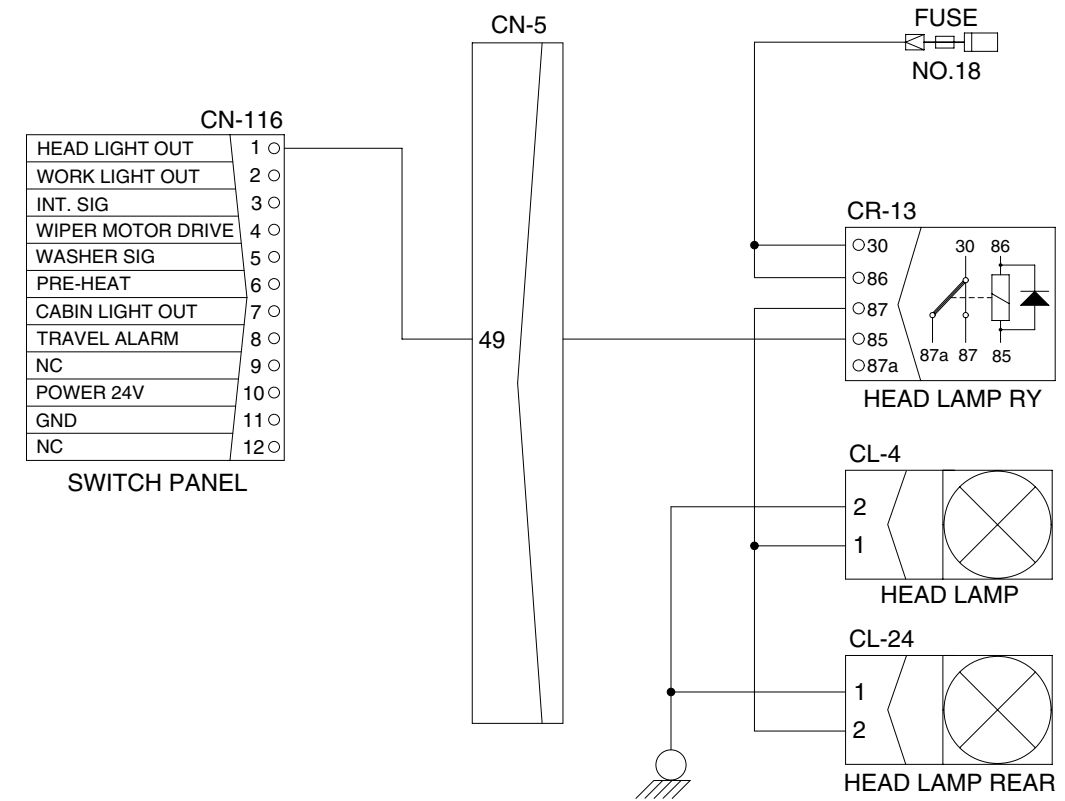 CN-5
FUSE
NO.18
CN-116
HEAD LIGHT OUT 1
WORK LIGHT OUT 2
INT. SIG 3
WIPER MOTOR DRIVE 4
WASHER SIG 5
PRE-HEAT 6
CABIN LIGHT OUT 7
TRAVEL ALARM 8
NC 9
POWER 24V 10
GND 11
NC 12
SWITCH PANEL
49
CR-13
30
86
87
85
87a
30 86
87a 87 85
HEAD LAMP RY
CL-4
2
1
HEAD LAMP
CL-24
1
2
HEAD LAMP REAR